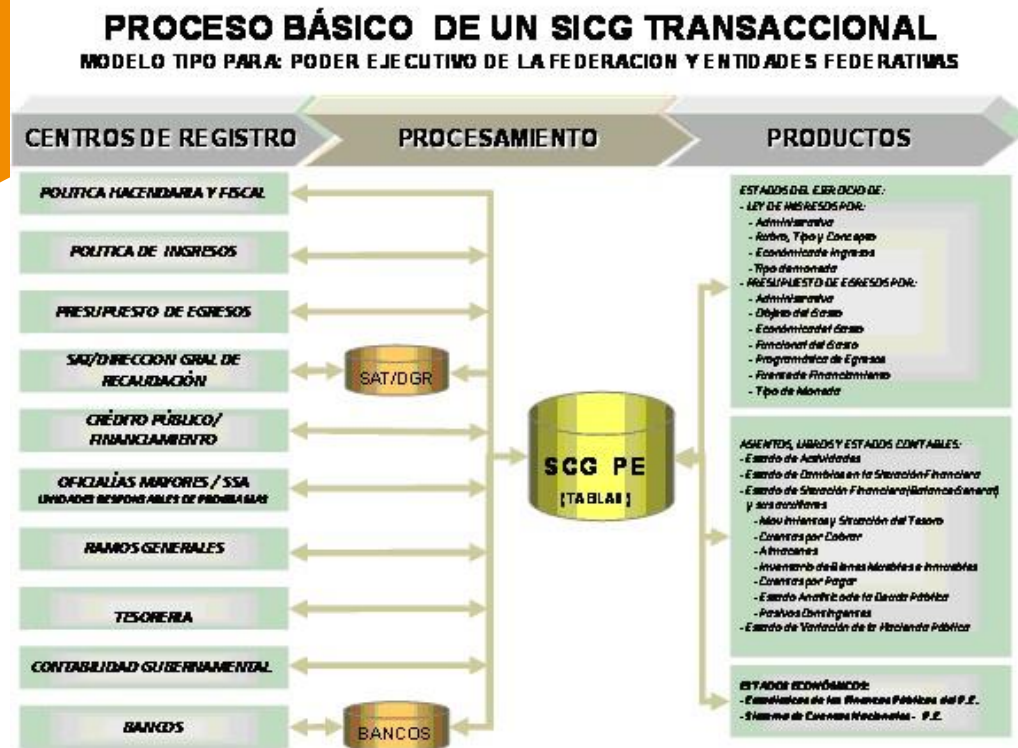 PROCESO BÁSICO DE UN SICG TRANSACCIONAL
MODELO TIPO PARA: PODER EJECUTIVO DE LA FEDERACION Y ENTIDADES FEDERATIVAS
CENTROS DE REGISTRO
PROCESAMIENTO
PRODUCTOS
POLITICA HACENDARIA Y FISCAL
POLITICA DE INGRESOS
PRESUPUESTO DE EGRESOS
SAT/DIRECCION GRAL DE
RECAUDACIÓN
CRÉDITO PÚBLICO/
FINANCIAMIENTO
OFICIALÍAS MAYORES / SSA
UNIDADES RESPONSABLES DE PROGRAMAS
RAMOS GENERALES
TESORERIA
CONTABILIDAD GUBERNAMENTAL
BANCOS
SAT/DGR
BANCOS
SCG PE
(TABLAS)
ESTADOS DEL EJERCICIO DE:
- LEY DE INGRESOS POR:
- Administrativa
- Rubro, Tipo y Concepto
- Económica de Ingresos
- Tipo de moneda
- PRESUPUESTO DE EGRESOS POR:
- Administrativa
- Objeto del Gasto
- Económica del Gasto
- Funcional del Gasto
- Programática de Egresos
- Fuente de Financiamiento
- Tipo de Moneda
ASIENTOS, LIBROS Y ESTADOS CONTABLES:
- Estado de Actividades
- Estado de Cambios en la Situación Financiera
- Estado de Situación Financiera(Balance General)
y sus auxiliares
- Movimientos y Situación del Tesoro
- Cuentas por Cobrar
- Almacenes
- Inventario de Bienes Muebles e Inmuebles
- Cuentas por Pagar
- Estado Analítico de la Deuda Pública
- Pasivos Contingentes
- Estado de Variación de la Hacienda Pública
ESTADOS ECONÓMICOS:
- Estadísticas de las Finanzas Públicas del P.E.
- Sistema de Cuentas Nacionales - P.E.